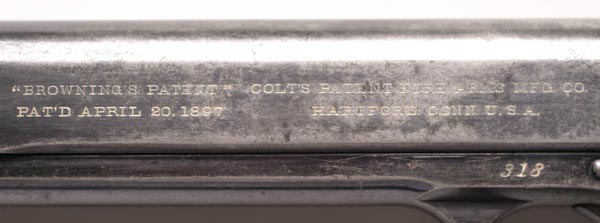 "BROWNING'S PATENT" COLT'S PATENT FIRE ARMS MFG. CO.
PAT'D APRIL 20.1897 HARTFORD. CONN. U.S.A.
318